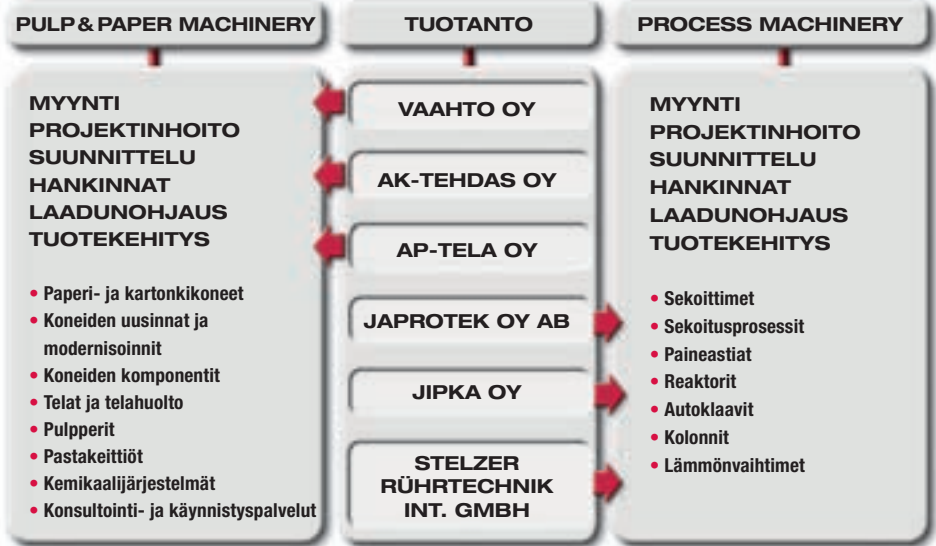 PULP & PAPER MACHINERY
MYYNTI
PROJEKTINHOITO
SUUNNITTELU
HANKINNAT
LAADUNOHJAUS
TUOTEKEHITYS
• Paperi- ja kartonkikoneet
• Koneiden uusinnat ja
modernisoinnit
• Koneiden komponentit
• Telat ja telahuolto
• Pulpperit
• Pastakeittiöt
• Kemikaalijärjestelmät
• Konsultointi- ja käynnistyspalvelut
TUOTANTO
VAAHTO OY
AK-TEHDAS OY
AP-TELA OY
JAPROTEK OY AB
JIPKA OY
STELZER
RÜHRTECHNIK
INT. GMBH
PROCESS MACHINERY
MYYNTI
PROJEKTINHOITO
SUUNNITTELU
HANKINNAT
LAADUNOHJAUS
TUOTEKEHITYS
• Sekoittimet
• Sekoitusprosessit
• Paineastiat
• Reaktorit
• Autoklaavit
• Kolonnit
• Lämmönvaihtimet